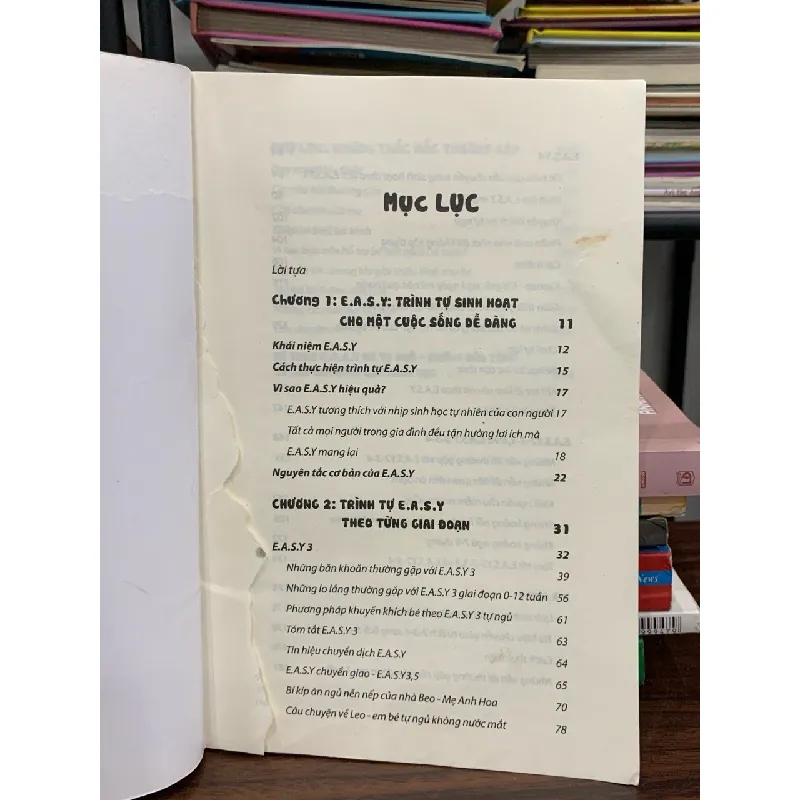 MỤC LỤC
Lời tựa
Chương 1: E.A.S.Y: TRÌNH TỰ SINH HOẠT
CHO MỘT CUỘC SỐNG DỄ DÀNG 11
Khái niệm E.A.S.Y 12
Cách thực hiện trình tự E.A.S.Y 15
Vì sao E.A.S.Y hiệu quả? 17
E.A.S.Y tương thích với nhịp sinh học tự nhiên của con người 17
Tất cả mọi người trong gia đình đều tận hưởng lợi ích mà
E.A.S.Y mang lại 18
Nguyên tắc cơ bản của E.A.S.Y 22
CHƯƠNG 2: TRÌNH TỰ E.A.S.Y
THEO TỪNG GIAI ĐOẠN 31
E.A.S.Y 3 32
Những băn khoăn thường gặp với E.A.S.Y 3 39
Những lo lắng thường gặp với E.A.S.Y 3 giai đoạn 0-12 tuần 56
Phương pháp khuyến khích bé theo E.A.S.Y 3 tự ngủ 61
Tóm tắt E.A.S.Y 3 63
Tín hiệu chuyển dịch E.A.S.Y 64
E.A.S.Y chuyển giao - E.A.S.Y3,5 65
Bí kíp ăn ngủ nền nếp của nhà Beo - Mẹ Anh Hoa 70
Câu chuyện về Leo - em bé tự ngủ không nước mắt 78
News